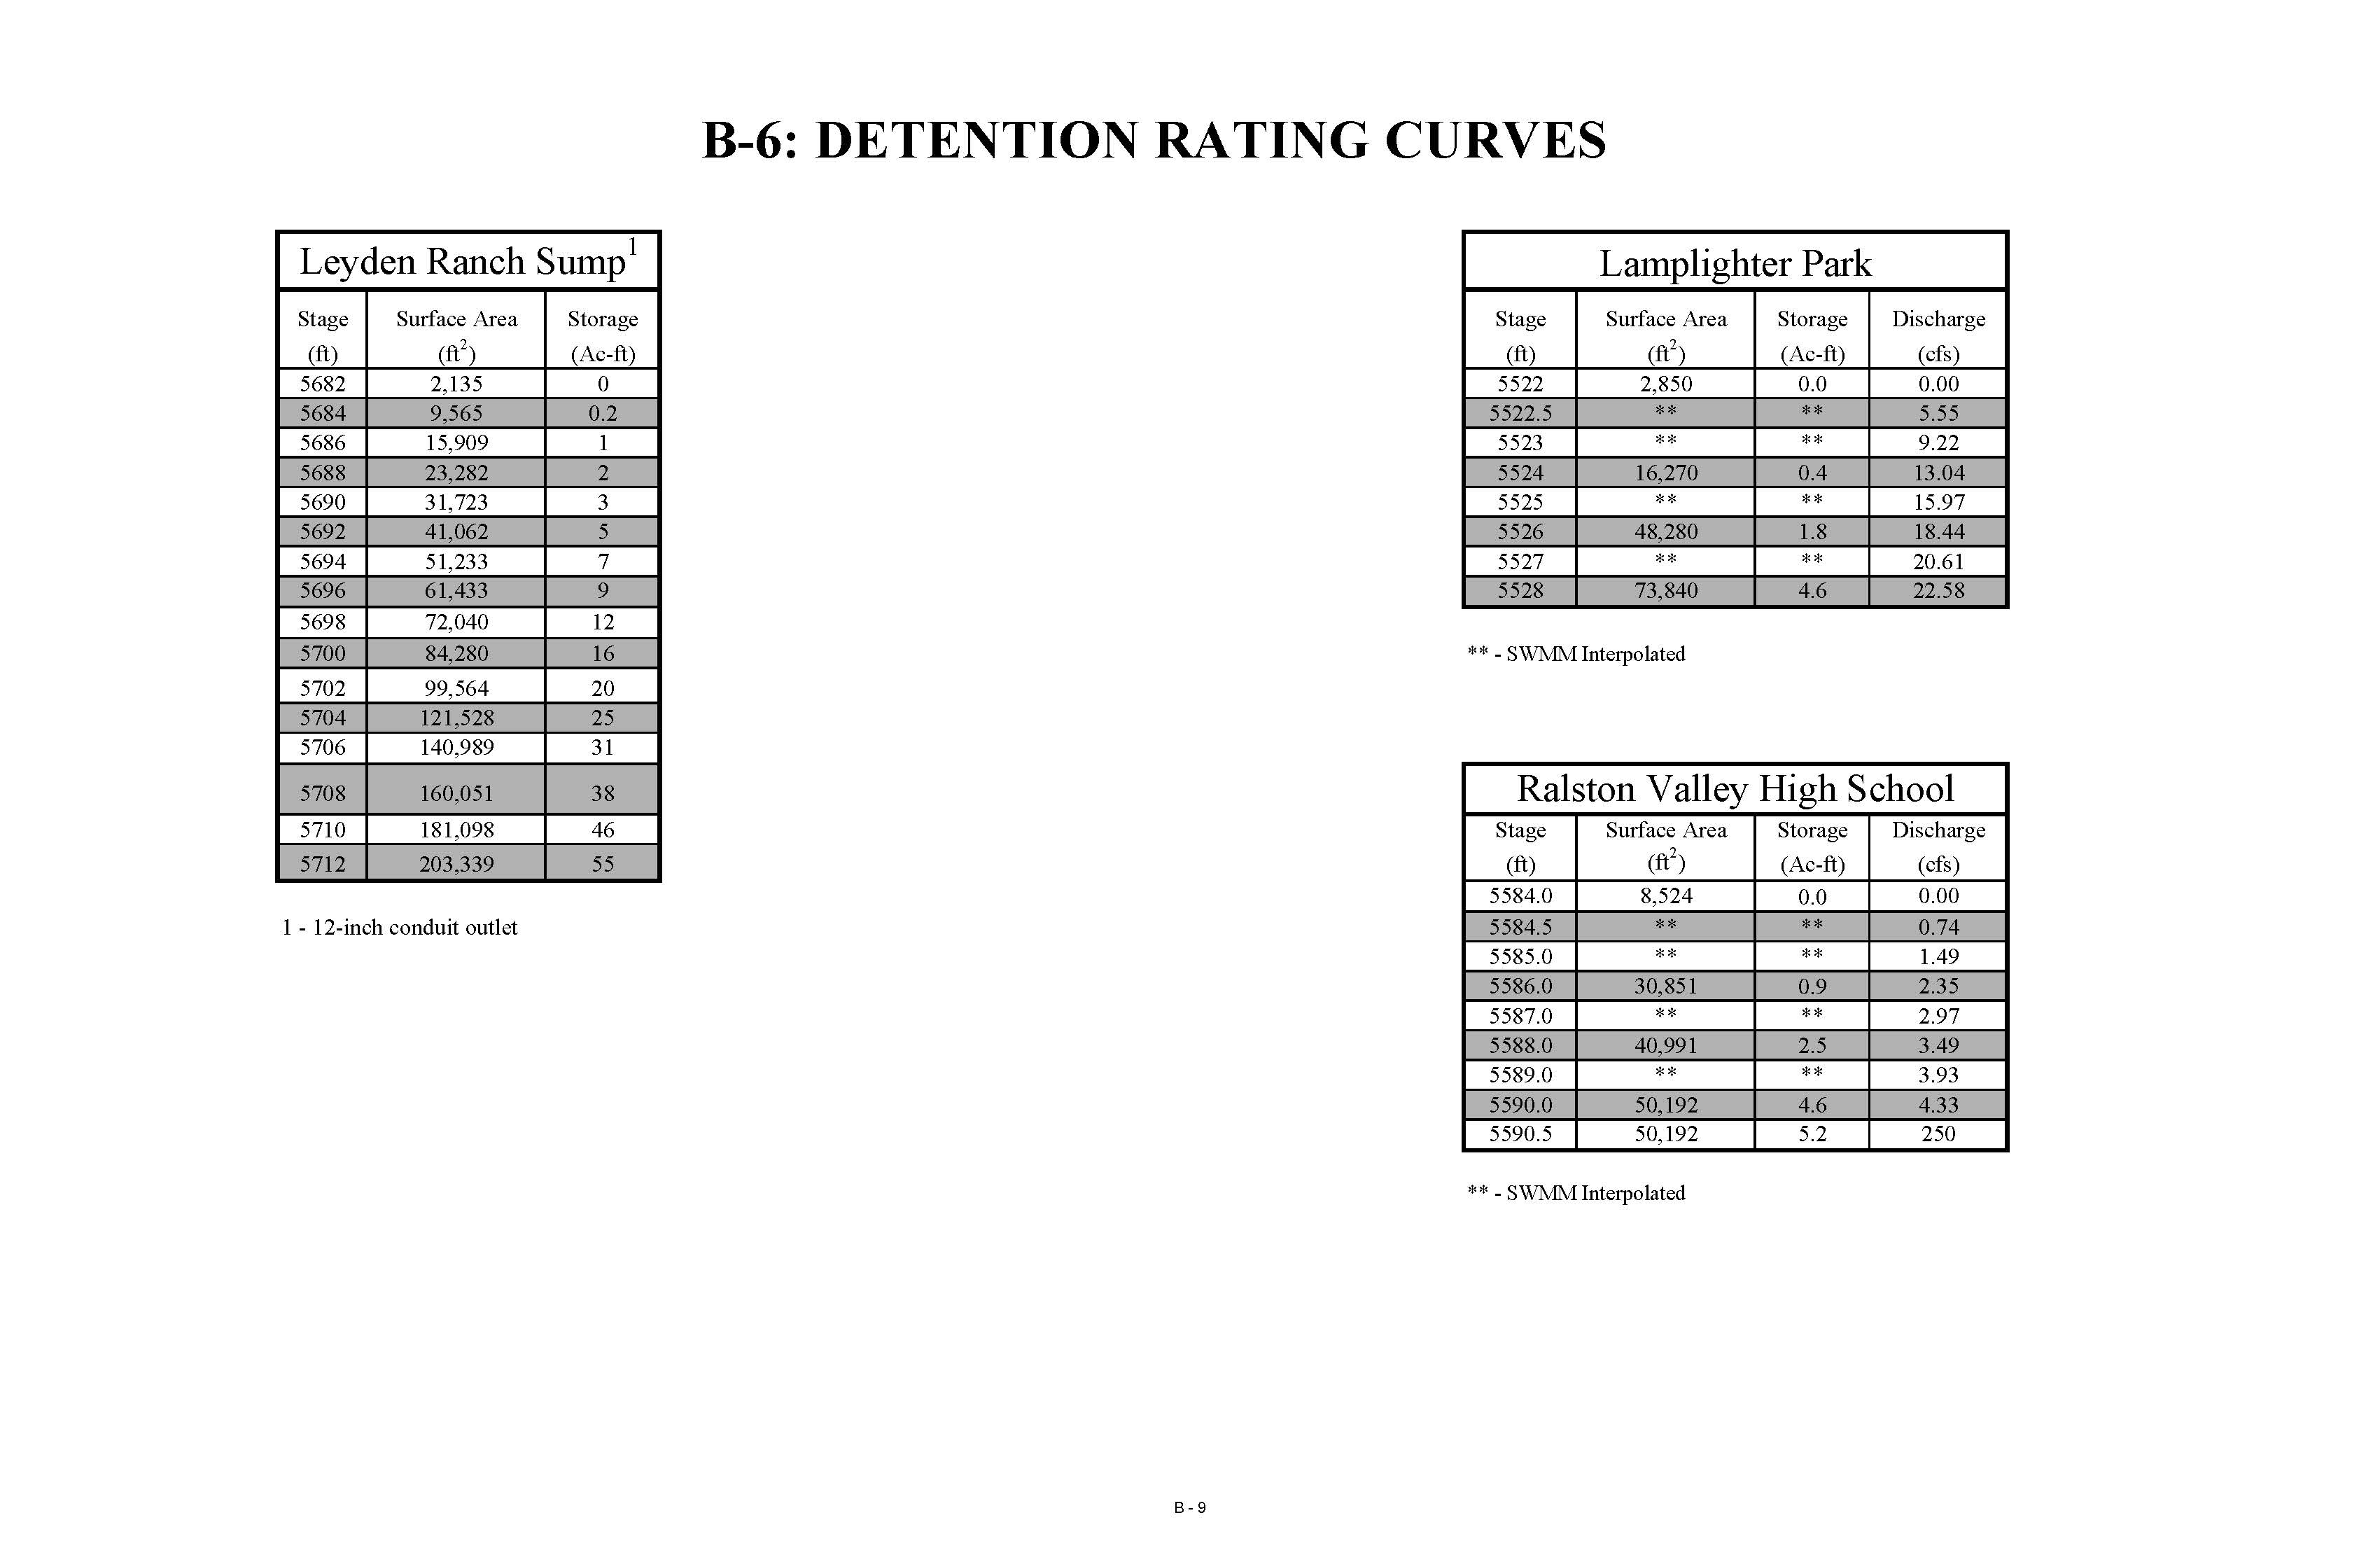 B-6: DETENTION RATING CURVES
Leyden Ranch Sump1
Stage Surface Area Storage
(ft) (ft2) (Ac-ft)
5682 2,135 0
5684 9,565 0.2
5686 15,909 1
5688 23,282 2
5690 31,723 3
5692 41,062 5
5694 51,233 7
5696 61,433 9
5698 72,040 12
5700 84,280 16
5702 99,564 20
5704 121,528 25
5706 140,989 31
5708 160,051 38
5710 181,098 46
5712 203,339 55
1 - 12-inch conduit outlet
Lamplighter Park
Stage Surface Area Storage Discharge
(ft) (ft2) (Ac-ft) (cfs)
5522 2,850 0.0 0.00
5522.5 ** ** 5.55
5523 ** ** 9.22
5524 16,270 0.4 13.04
5525 ** ** 15.97
5526 48,280 1.8 18.44
5527 ** ** 20.61
5528 73,840 4.6 22.58
** - SWMM Interpolated
Ralston Valley High School
Stage Surface Area Storage Discharge
(ft) (ft2) (Ac-ft) (cfs)
5584.0 8,524 0.0 0.00
5584.5 ** ** 0.74
5585.0 ** ** 1.49
5586.0 30,851 0.9 2.35
5587.0 ** ** 2.97
5588.0 40,991 2.5 3.49
5589.0 ** ** 3.93
5590.0 50,192 4.6 4.33
5590.5 50,192 5.2 250
** - SWMM Interpolated
B - 9